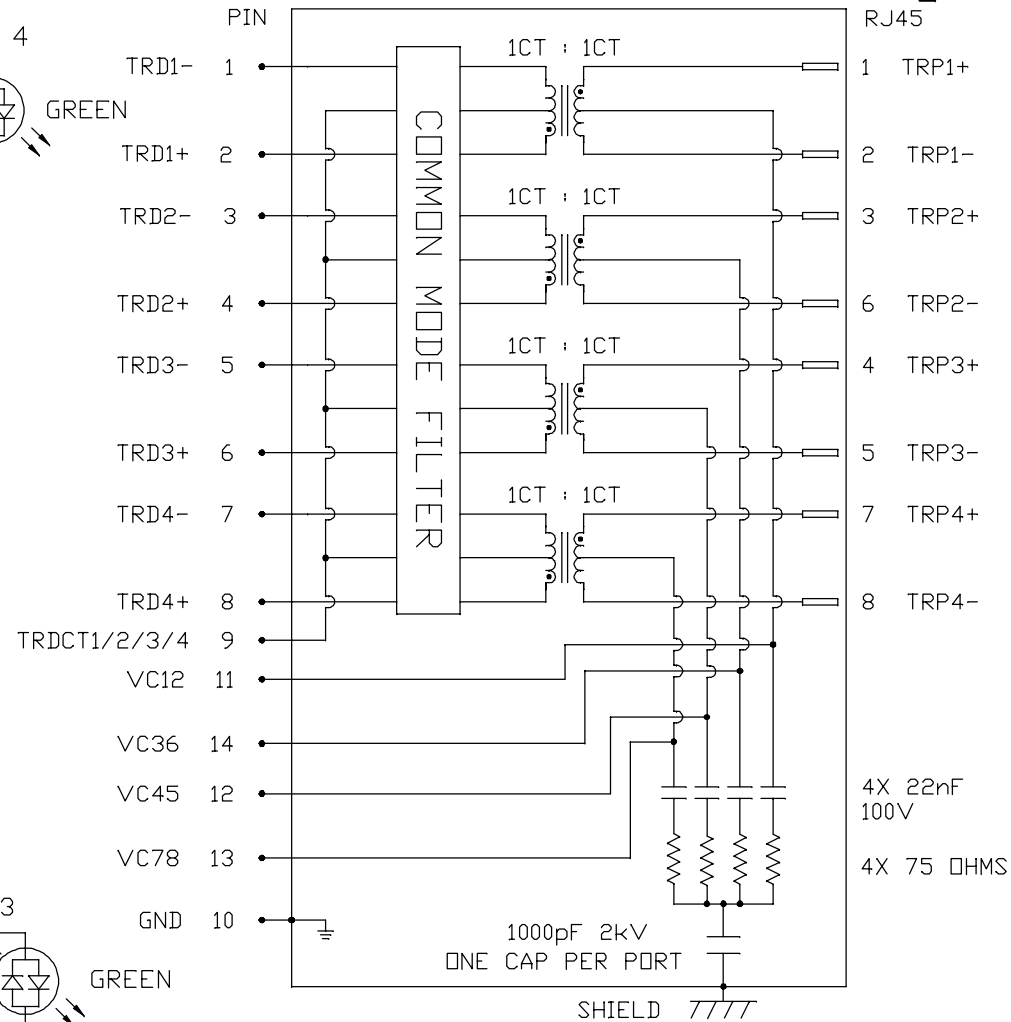 PIN RJ45
4
1CT : 1CT
TRD1- 1 1 TRP1+
GREEN
TRD1+ 2 2 TRP1-
1CT : 1CT
TRD2- 3 3 TRP2+
TRD2+ 4 6 TRP2-
1CT : 1CT
TRD3- 5 4 TRP3+
TRD3+ 6 5 TRP3-
1CT : 1CT
TRD4- 7 7 TRP4+
TRD4+ 8 8 TRP4-
COMMON MODE FILTER
TRDCT1/2/3/4 9
VC12 11
VC36 14
VC45 12
4X 22nF
100V
VC78 13
4X 75 OHMS
3
GND 10
1000pF 2kV
ONE CAP PER PORT
GREEN
SHIELD